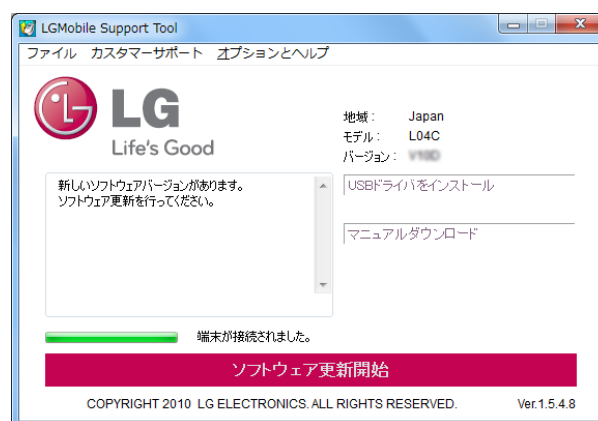 LGMobile Support Tool
ファイル カスタマーサポート オプションとヘルプ
LG
LG
Life's Good
地域： Japan
モデル： L04C
バージョン：
新しいソフトウェアバージョンがあります。
ソフトウェア更新を行ってください。
USBドライバをインストール
マニュアルダウンロード
端末が接続されました。
ソフトウェア更新開始
COPYRIGHT 2010 LG ELECTRONICS. ALL RIGHTS RESERVED. Ver.1.5.4.8